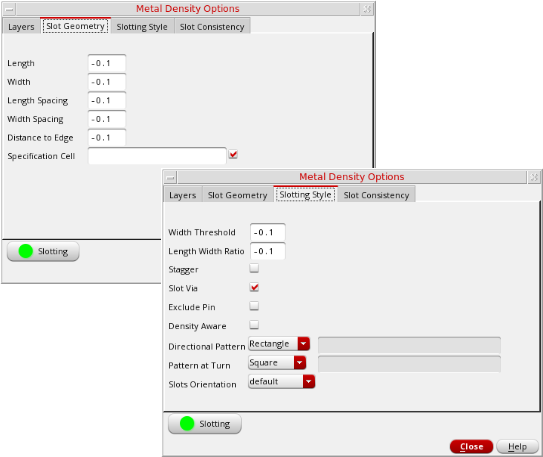 Metal Density Options
Layers Slot Geometry Slotting Style Slot Consistency
Length -0.1
Width -0.1
Length Spacing -0.1
Width Spacing -0.1
Distance to Edge -0.1
Specification Cell
Slotting
Metal Density Options
Layers Slot Geometry Slotting Style Slot Consistency
Width Threshold -0.1
Length Width Ratio -0.1
Stagger
Slot Via
Exclude Pin
Density Aware
Directional Pattern Rectangle
Pattern at Turn Square
Slots Orientation default
Slotting
Close Help